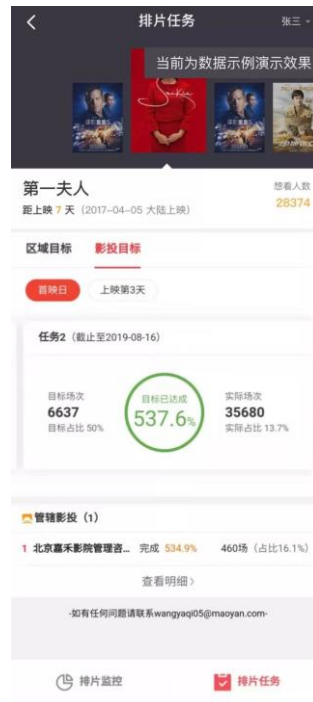 排片任务
张三
当前为数据示例演示效果
Jackie
第一夫人
想看人数
距上映 7 天（2017-04-05 大陆上映）
28374
区域目标 影投目标
首映日 上映第3天
任务2（截止至2019-08-16）
目标场次
6637
目标占比 50%
目标已达成
537.6%
实际场次
35680
实际占比 13.7%
管辖影投（1）
1 北京嘉禾影院管理咨... 完成 534.9% 460场（占比16.1%）
查看明细>
-如有任何问题请联系wangyaqi05@maoyan.com-
排片监控 排片任务